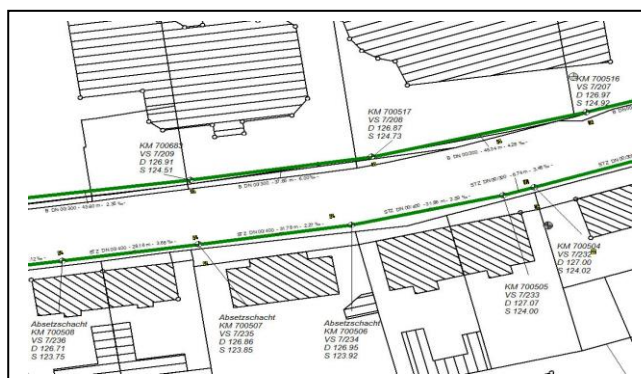 KM 700516
VS 7/207
D 126.97
S 124.92
KM 700517
VS 7/208
D 126.87
S 124.73
KM 700683
VS 7/209
D 126.91
S 124.51
KM 700504
VS 7/232
D 127.00
S 124.02
KM 700505
VS 7/233
D 127.07
S 124.00
Absetzschacht
KM 700506
VS 7/234
D 126.95
S 123.92
Absetzschacht
KM 700507
VS 7/235
D 126.86
S 123.85
Absetzschacht
KM 700508
VS 7/236
D 126.71
S 123.75